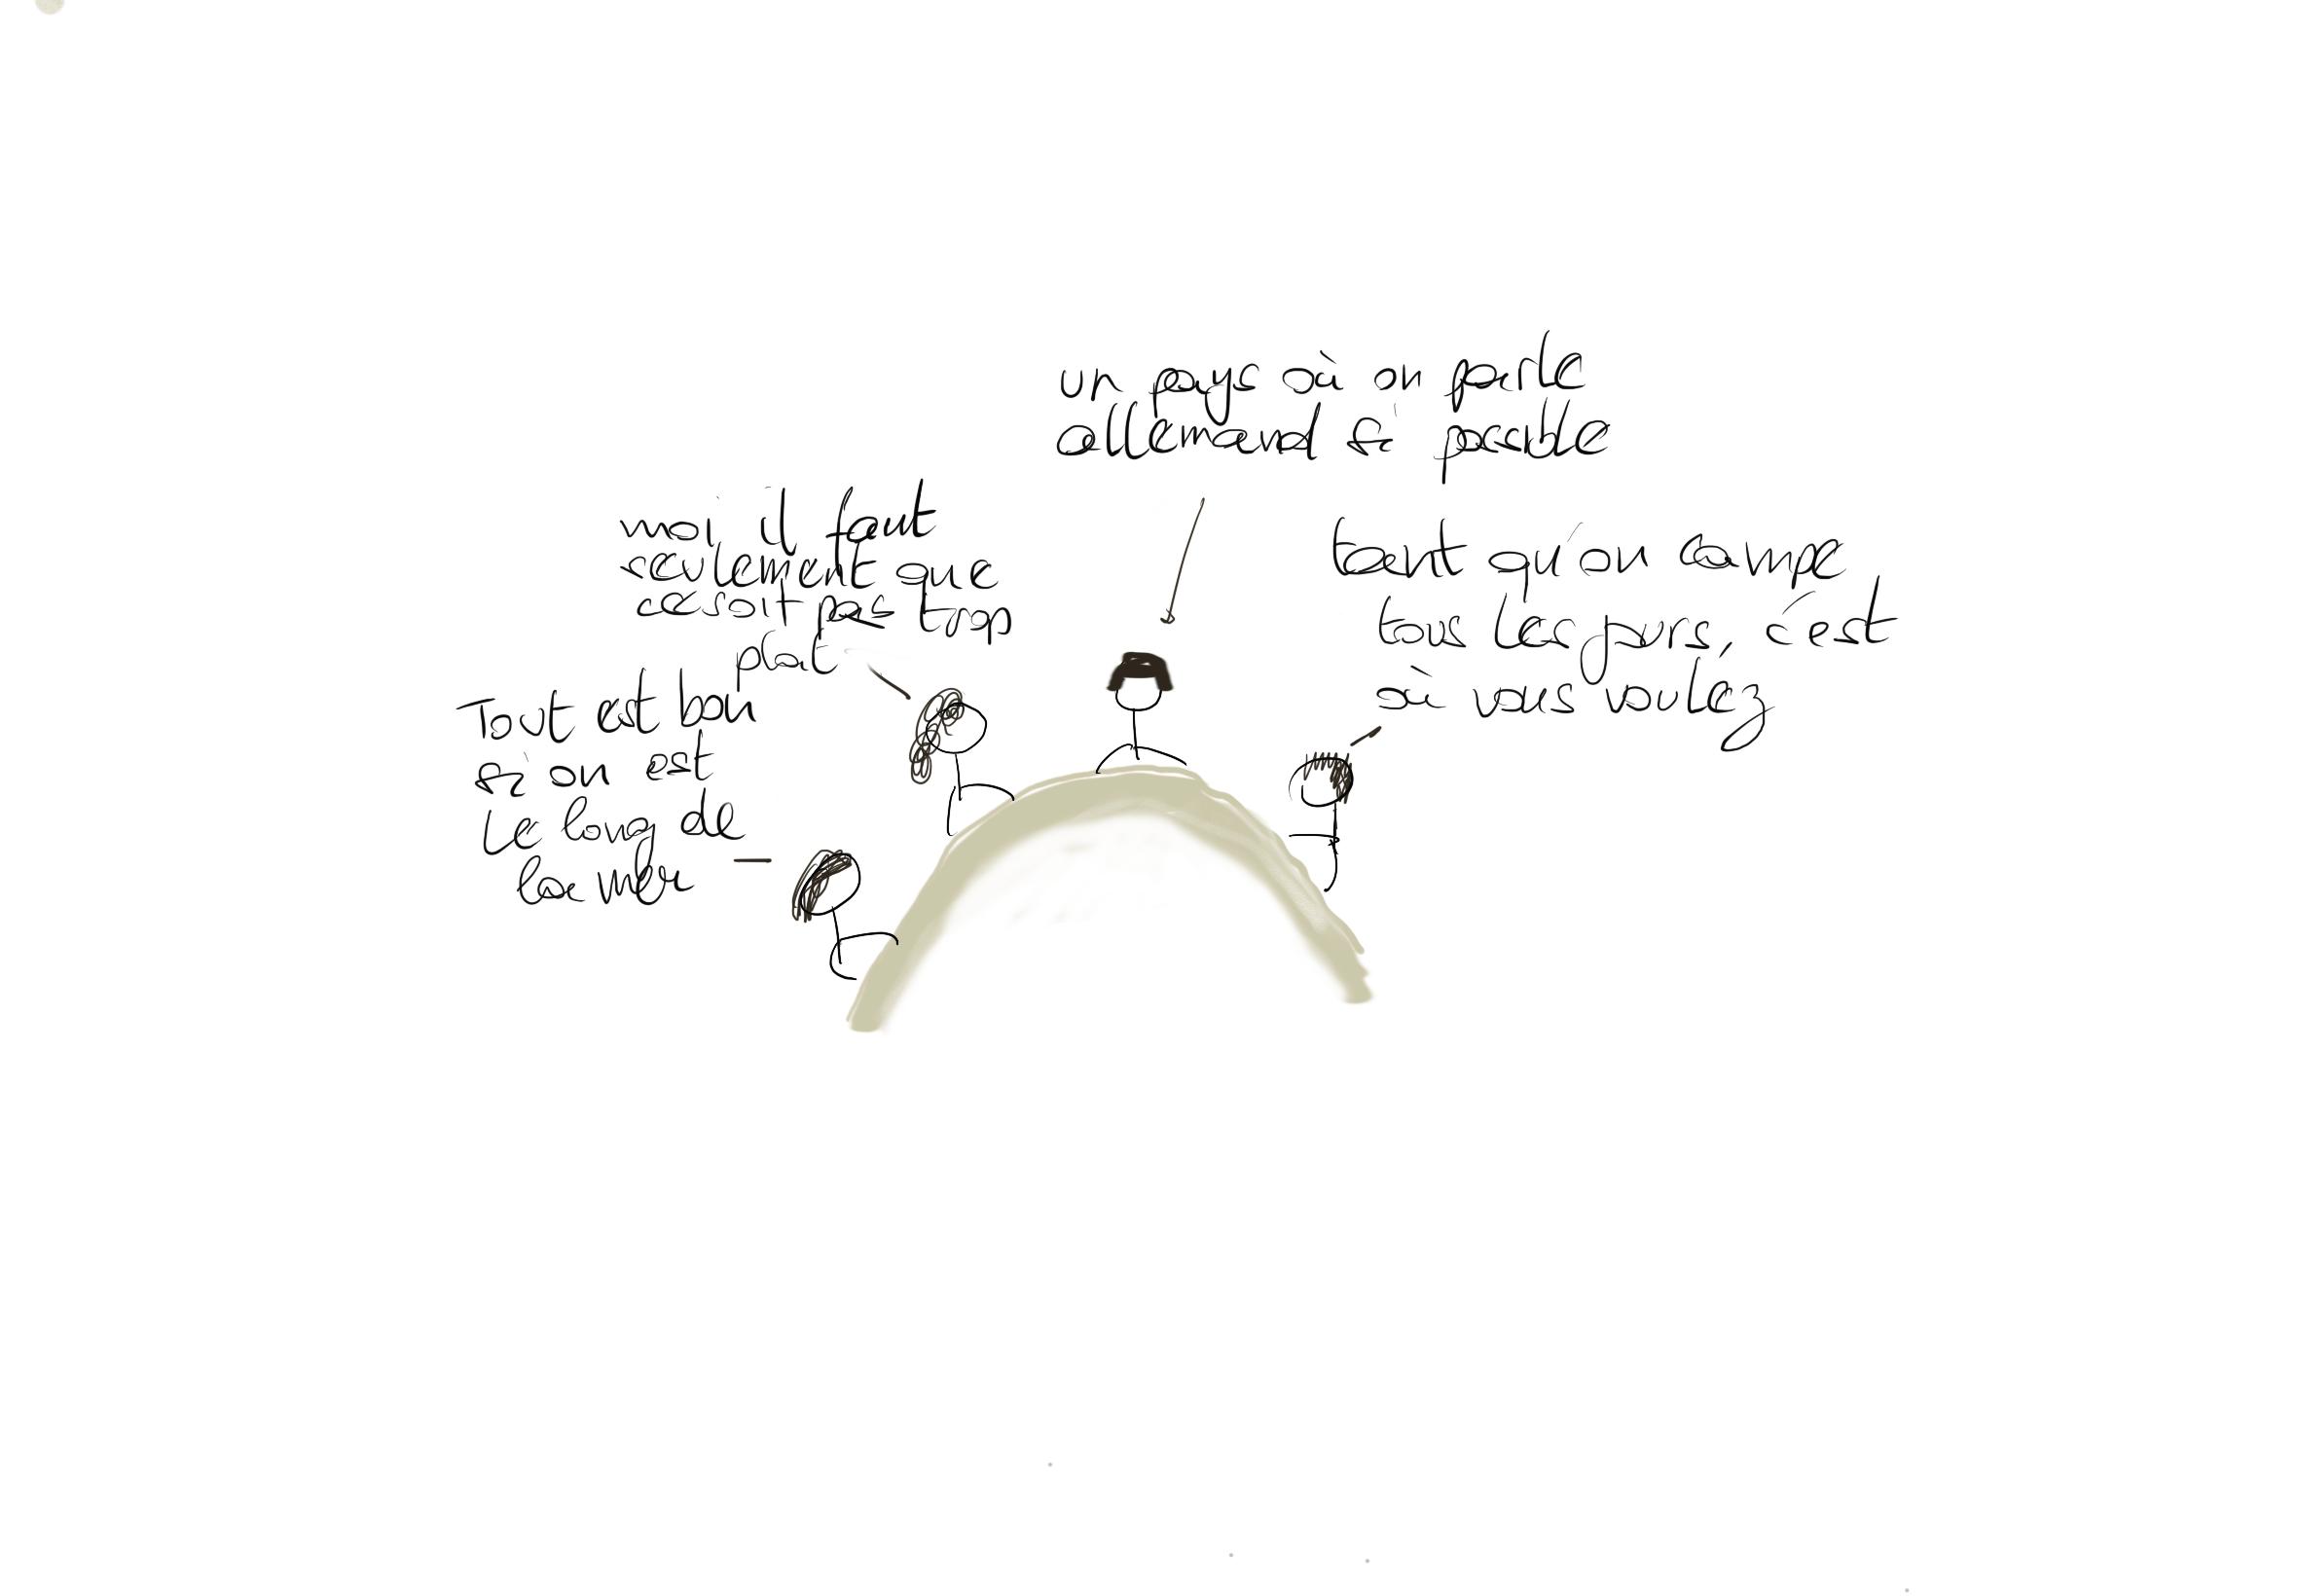 un pays où on parle
allemand si possible
moi il faut
seulement que
ce soit pas trop
plat
tant qu'on campe
tous les jours, c'est
où vous voulez
Tout est bon
si on est
le long de
la mer